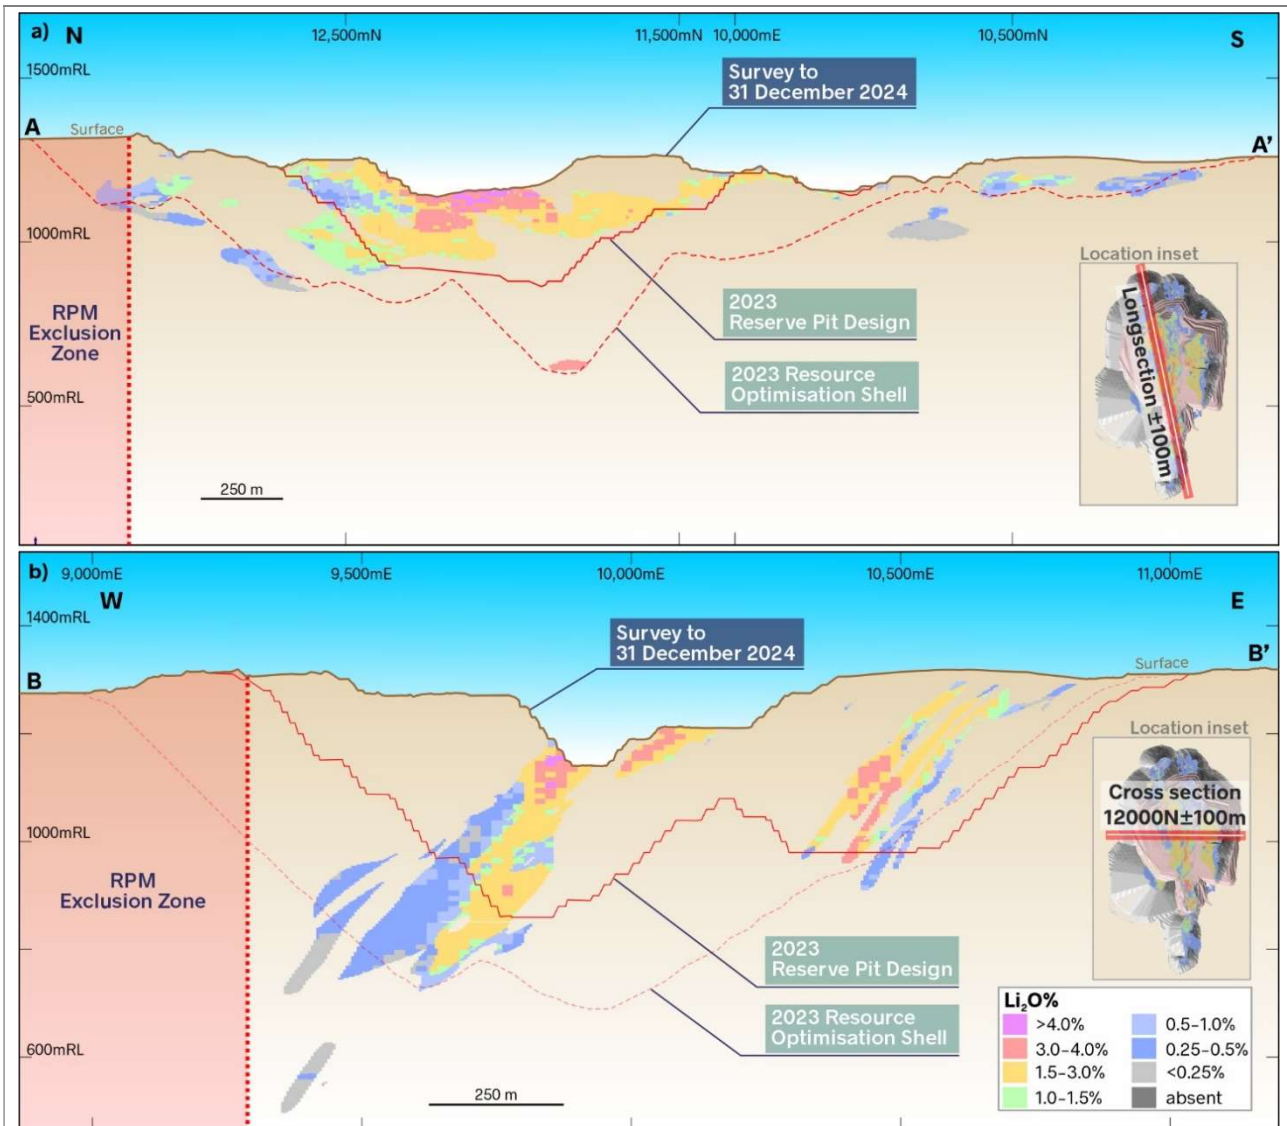 a) N
12,500mN
11,500mN
10,000mE
10,500mN
S
1500mRL
Survey to
31 December 2024
A
Surface
A'
1000mRL
Location inset
RPM
Exclusion
Zone
2023
Reserve Pit Design
Longsection ±100m
2023 Resource
Optimisation Shell
500mRL
250 m
b)
9,000mE
9,500mE
10,000mE
10,500mE
11,000mE
W
E
1400mRL
Survey to
31 December 2024
B
Surface
B'
Location inset
Cross section
12000N±100m
1000mRL
RPM
Exclusion Zone
2023
Reserve Pit Design
2023 Resource
Optimisation Shell
600mRL
250 m
Li₂O%
>4.0%
3.0–4.0%
1.5–3.0%
1.0–1.5%
0.5–1.0%
0.25–0.5%
<0.25%
absent